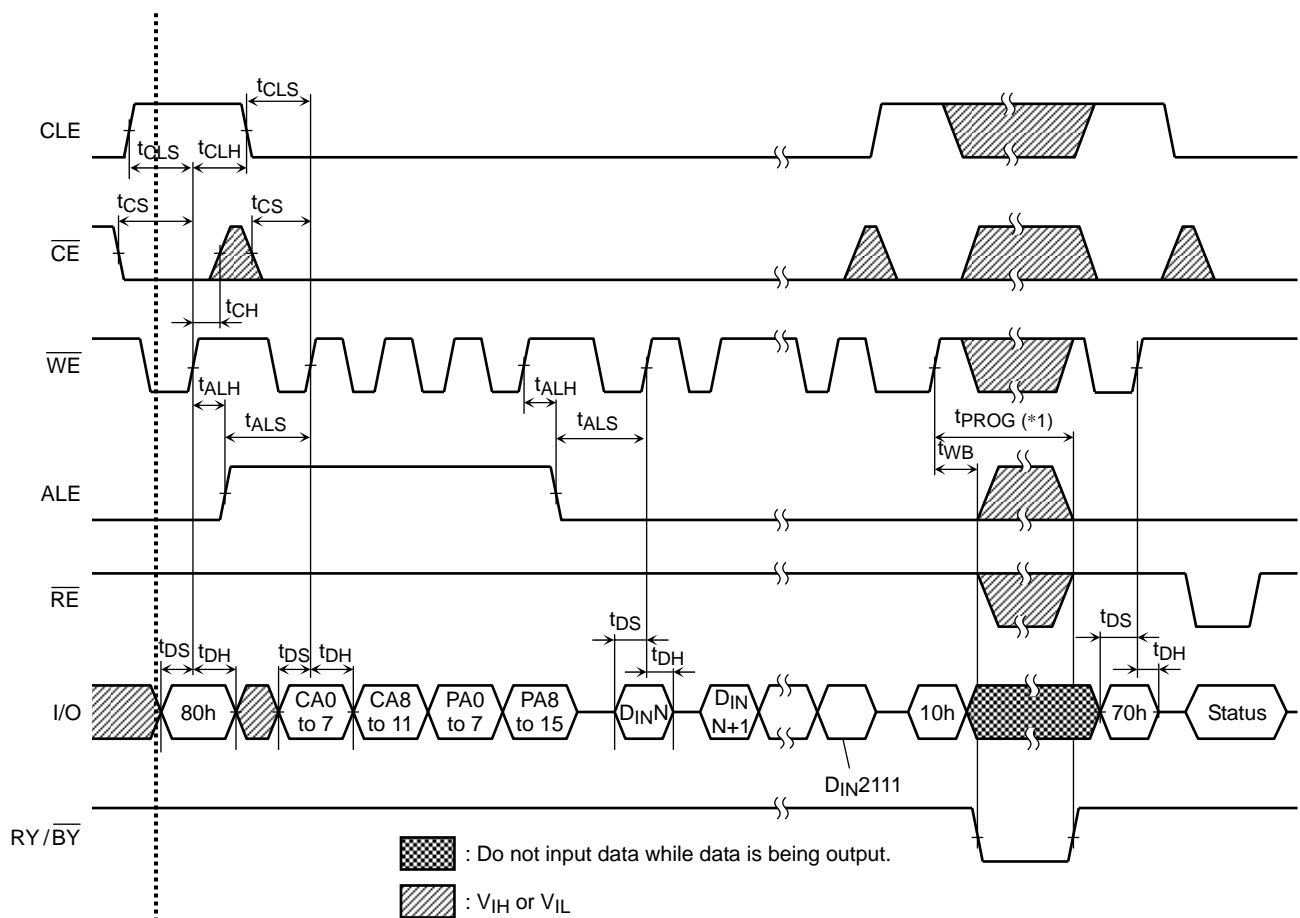 tCLS
CLE
tCLS tCLH
tCS tCS
CE
tCH
WE
tALH tALH
tALS tALS tPROG (*1)
tWB
ALE
RE
tDS tDH tDS tDH tDS tDH tDS tDH
I/O 80h CA0 to 7 CA8 to 11 PA0 to 7 PA8 to 15 DINN DIN N+1 10h 70h Status
DIN2111
RY/BY
: Do not input data while data is being output.
: VIH or VIL